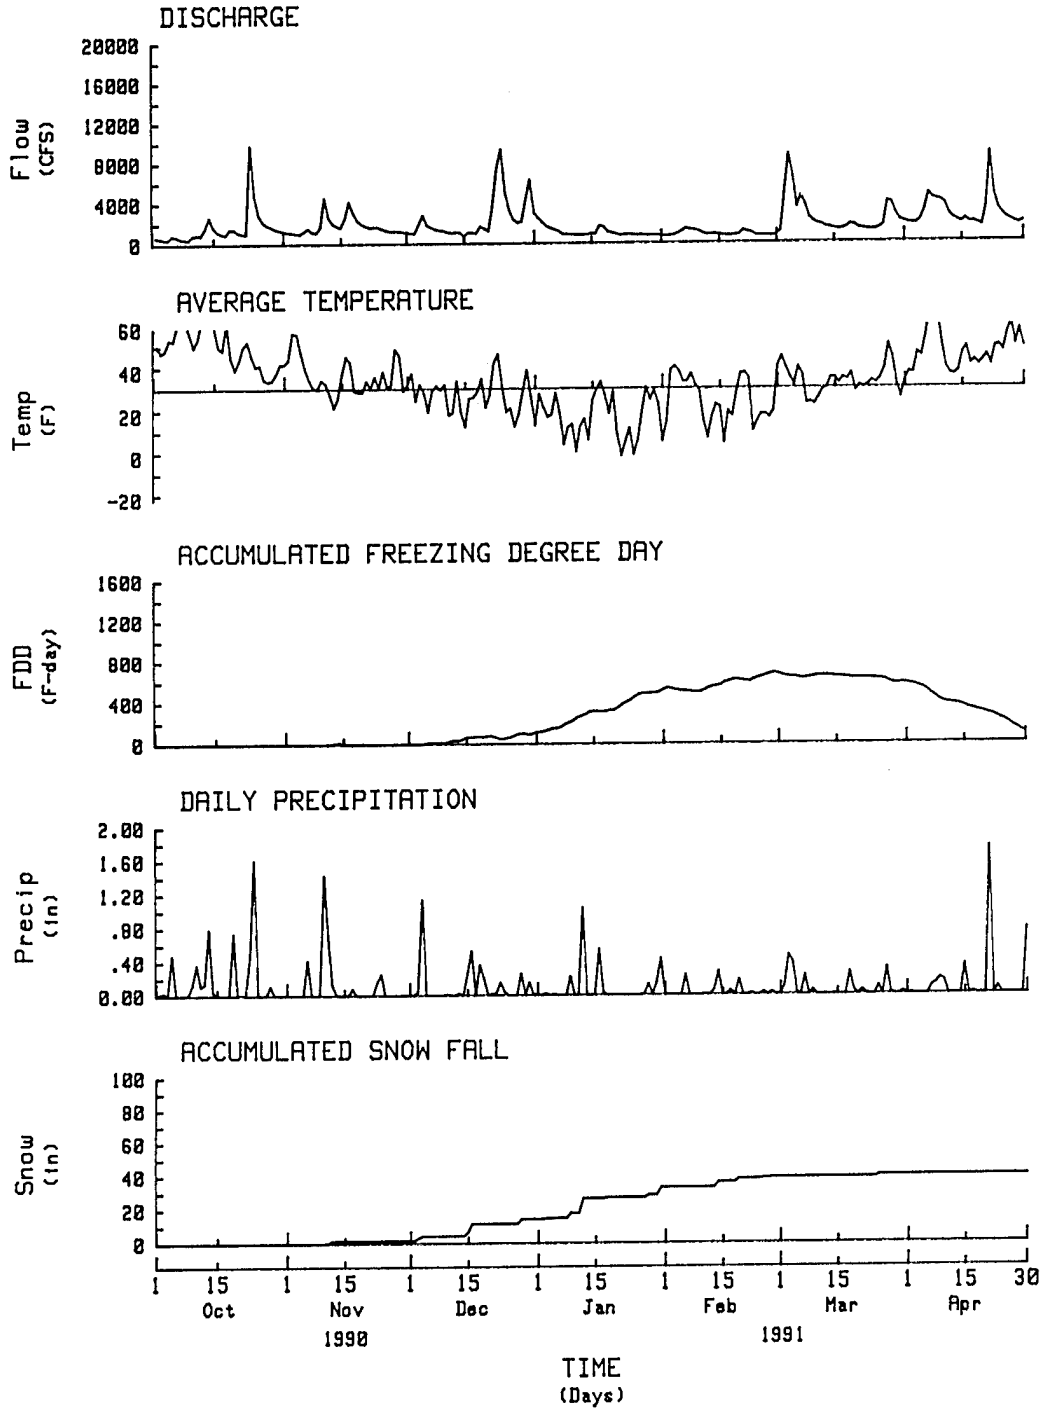 DISCHARGE
20000
16000
12000
8000
4000
0
Flow
(CFS)
AVERAGE TEMPERATURE
60
40
20
0
-20
Temp
(F)
ACCUMULATED FREEZING DEGREE DAY
1600
1200
800
400
0
FDD
(F-day)
DAILY PRECIPITATION
2.00
1.60
1.20
.80
.40
0.00
Precip
(in)
ACCUMULATED SNOW FALL
100
80
60
40
20
0
Snow
(in)
1 15 1 15 1 15 1 15 1 15 1 15 1 15 30
Oct Nov Dec Jan Feb Mar Apr
1990 1991
TIME
(Days)